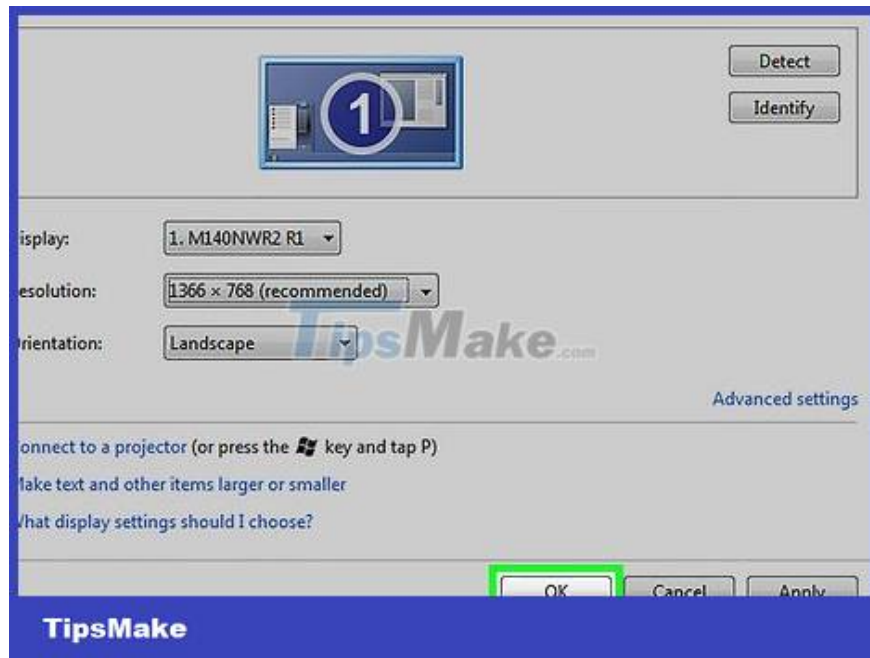 1
Detect
Identify
isplay:
1. M140NWR2 R1
esolution:
1366 × 768 (recommended)
rientation:
Landscape
TipsMake.com
Advanced settings
onnect to a projector (or press the key and tap P)
Make text and other items larger or smaller
What display settings should I choose?
OK
Cancel
Apply
TipsMake